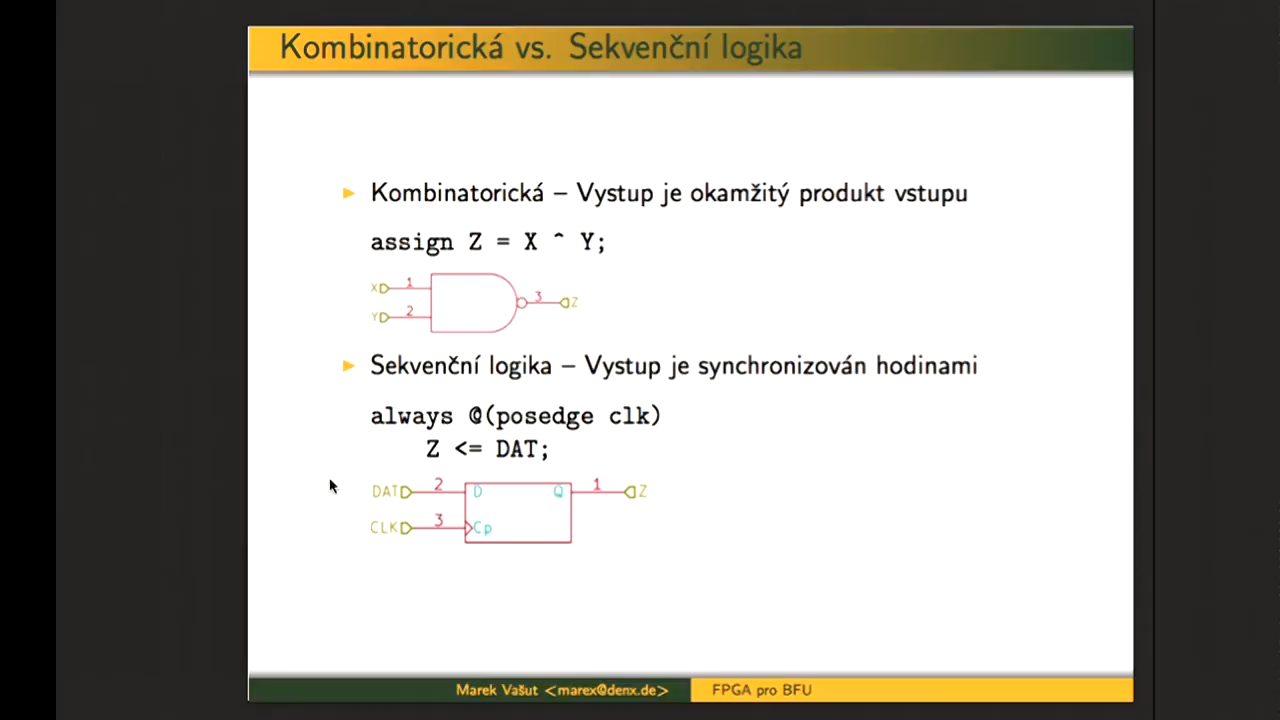 Kombinatorická vs. Sekvenční logika
Kombinatorická – Vystup je okamžitý produkt vstupu
assign Z = X ^ Y;
X 1
Y 2
3 Z
Sekvenční logika – Vystup je synchronizován hodinami
always @(posedge clk)
Z <= DAT;
DAT 2 D Q 1 Z
CLK 3 Cp
Marek Vašut <marex@denx.de> FPGA pro BFU